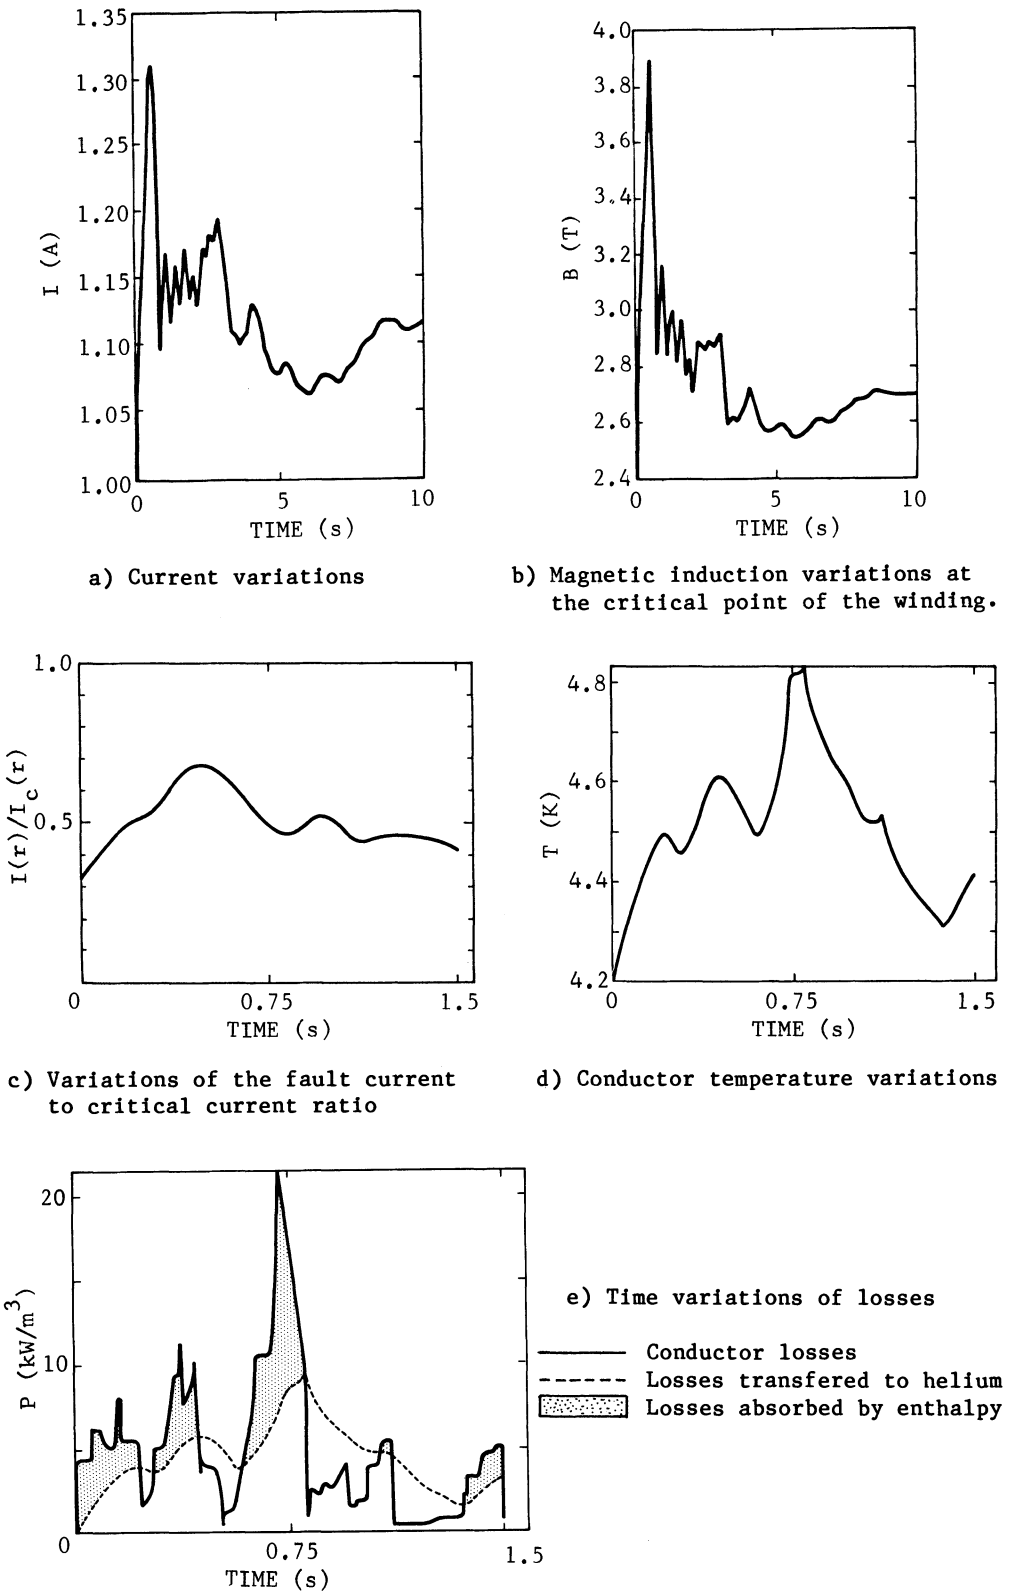 1.35
1.30
1.25
1.20
1.15
1.10
1.05
1.00
I (A)
0 5 10
TIME (s)
a) Current variations
4.0
3.8
3.6
3.4
3.2
3.0
2.8
2.6
2.4
B (T)
0 5 10
TIME (s)
b) Magnetic induction variations at
the critical point of the winding.
1.0
0.5
I(r)/Ic(r)
0 0.75 1.5
TIME (s)
c) Variations of the fault current
to critical current ratio
4.8
4.6
4.4
4.2
T (K)
0 0.75 1.5
TIME (s)
d) Conductor temperature variations
20
10
P (kW/m3)
0 0.75 1.5
TIME (s)
e) Time variations of losses
Conductor losses
Losses transfered to helium
Losses absorbed by enthalpy